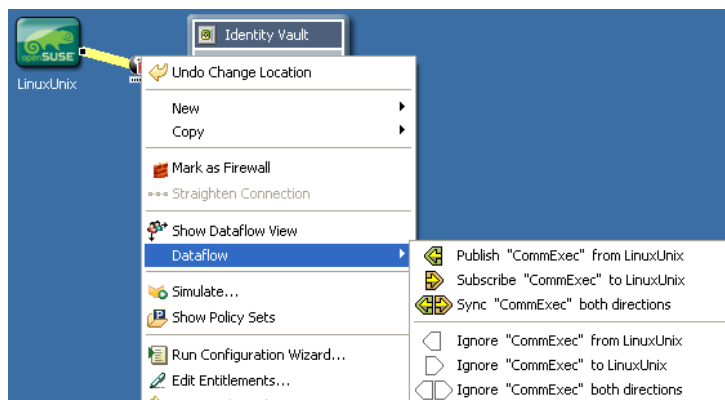 openSUSE
LinuxUnix
Identity Vault
Undo Change Location
New
Copy
Mark as Firewall
Straighten Connection
Show Dataflow View
Dataflow
Publish "CommExec" from LinuxUnix
Subscribe "CommExec" to LinuxUnix
Sync "CommExec" both directions
Ignore "CommExec" from LinuxUnix
Ignore "CommExec" to LinuxUnix
Ignore "CommExec" both directions
Simulate...
Show Policy Sets
Run Configuration Wizard...
Edit Entitlements...